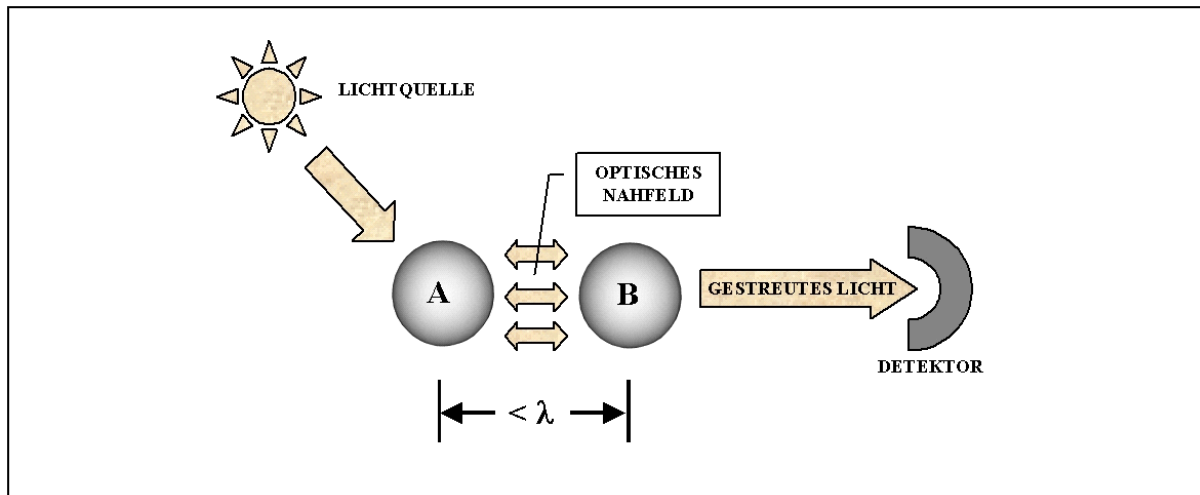 LICHTQUELLE
OPTISCHES
NAHFELD
A
B
GESTREUTES LICHT
DETEKTOR
< λ